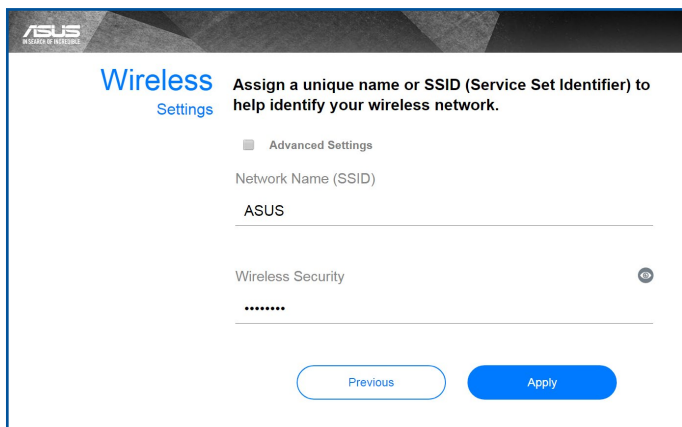 ASUS
IN SEARCH OF INCREDIBLE
Wireless
Settings
Assign a unique name or SSID (Service Set Identifier) to
help identify your wireless network.
Advanced Settings
Network Name (SSID)
ASUS
Wireless Security
••••••••
Previous
Apply